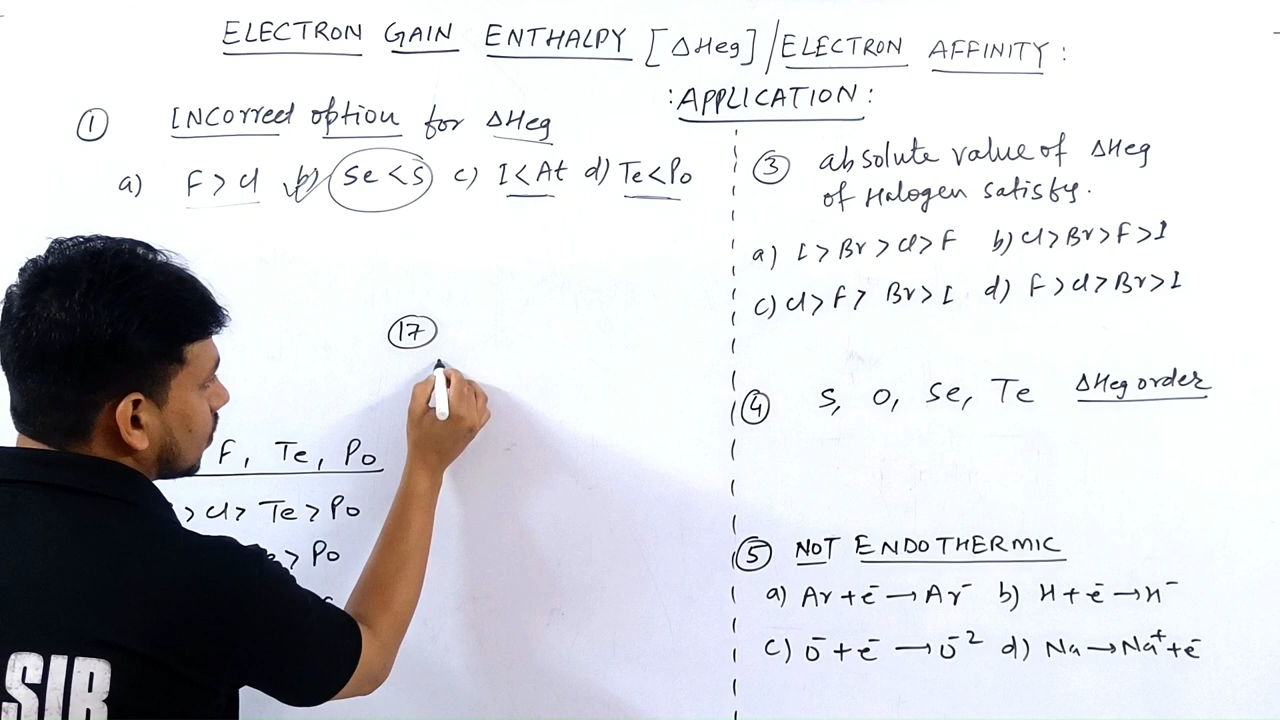 ELECTRON GAIN ENTHALPY [ΔHeg] / ELECTRON AFFINITY :
: APPLICATION :
① INCorrect option for ΔHeg
a) F > Cl b) Se < S c) I < At d) Te < Po
⑰
F, Te, Po
> Cl > Te > Po
> Po
③ absolute value of ΔHeg
of Halogen satisfy.
a) I > Br > Cl > F b) Cl > Br > F > I
c) Cl > F > Br > I d) F > Cl > Br > I
④ S, O, Se, Te ΔHeg order
⑤ NOT ENDOTHERMIC
a) Ar + e⁻ → Ar⁻ b) H + e⁻ → H⁻
c) O⁻ + e⁻ → O⁻² d) Na → Na⁺ + e⁻
SIR